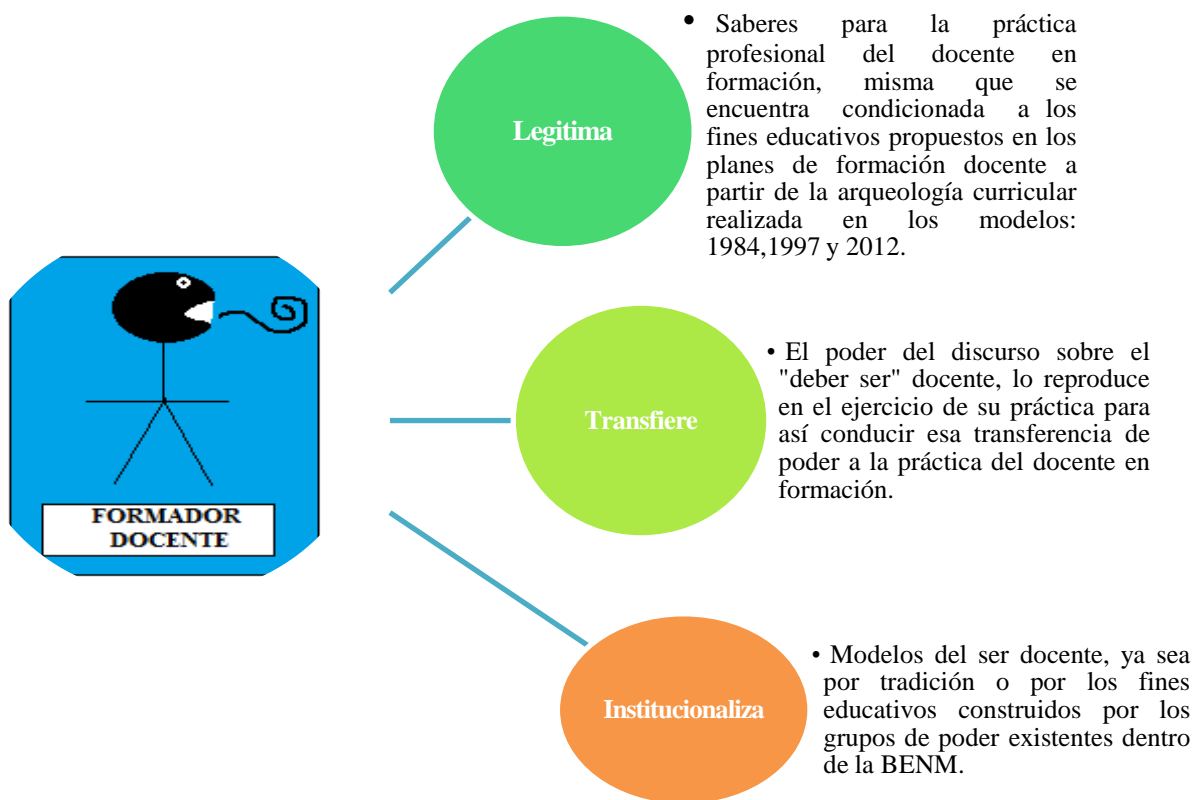 Legitima
• Saberes para la práctica
profesional del docente en
formación, misma que se
encuentra condicionada a los
fines educativos propuestos en los
planes de formación docente a
partir de la arqueología curricular
realizada en los modelos:
1984,1997 y 2012.
FORMADOR
DOCENTE
Transfiere
• El poder del discurso sobre el
"deber ser" docente, lo reproduce
en el ejercicio de su práctica para
así conducir esa transferencia de
poder a la práctica del docente en
formación.
Institucionaliza
• Modelos del ser docente, ya sea
por tradición o por los fines
educativos construidos por los
grupos de poder existentes dentro
de la BENM.